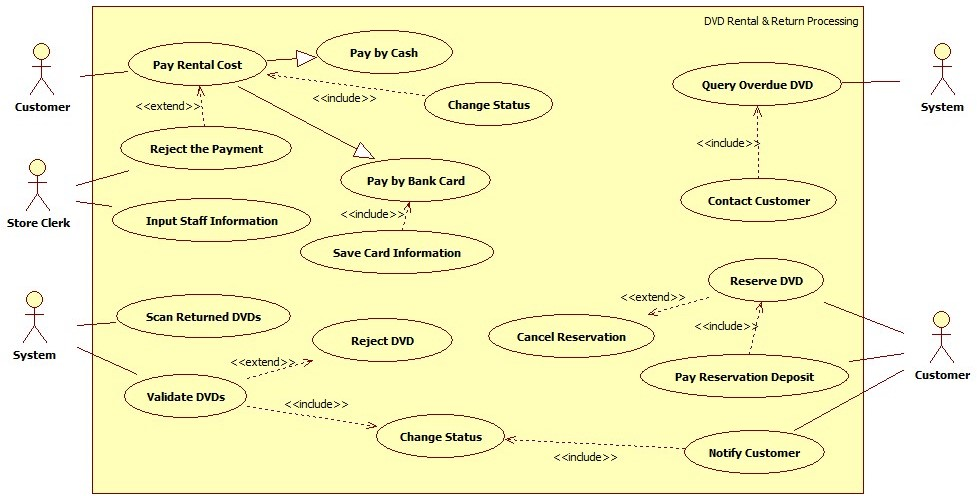 DVD Rental & Return Processing
Customer
Pay Rental Cost
Pay by Cash
<<include>>
Change Status
<<extend>>
Reject the Payment
Store Clerk
Input Staff Information
Pay by Bank Card
<<include>>
Save Card Information
Query Overdue DVD
System
<<include>>
Contact Customer
System
Scan Returned DVDs
Validate DVDs
<<extend>>
Reject DVD
<<include>>
Change Status
<<include>>
Notify Customer
Reserve DVD
<<extend>>
Cancel Reservation
<<include>>
Pay Reservation Deposit
Customer